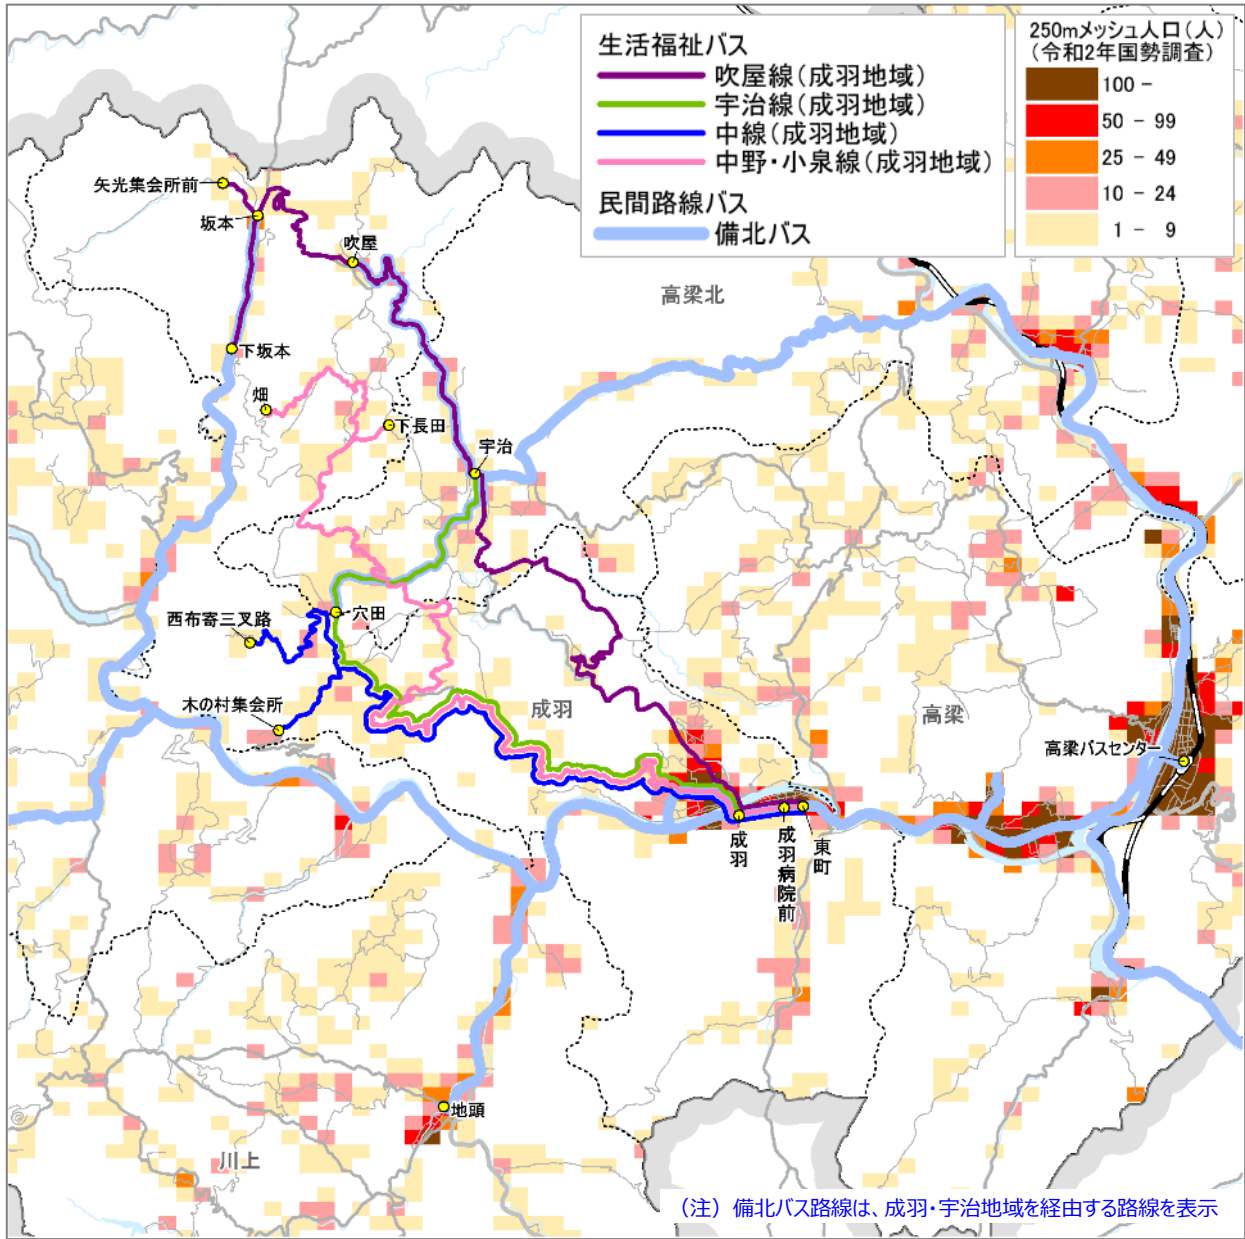 生活福祉バス
吹屋線（成羽地域）
宇治線（成羽地域）
中線（成羽地域）
中野・小泉線（成羽地域）
民間路線バス
備北バス
250mメッシュ人口（人）
（令和2年国勢調査）
100 -
50 - 99
25 - 49
10 - 24
1 - 9
矢光集会所前
坂本
吹屋
高梁北
下坂本
畑
下長田
宇治
穴田
西布寄三叉路
木の村集会所
成羽
高梁
高梁バスセンター
成羽
成羽病院前
東町
地頭
川上
（注）備北バス路線は、成羽・宇治地域を経由する路線を表示